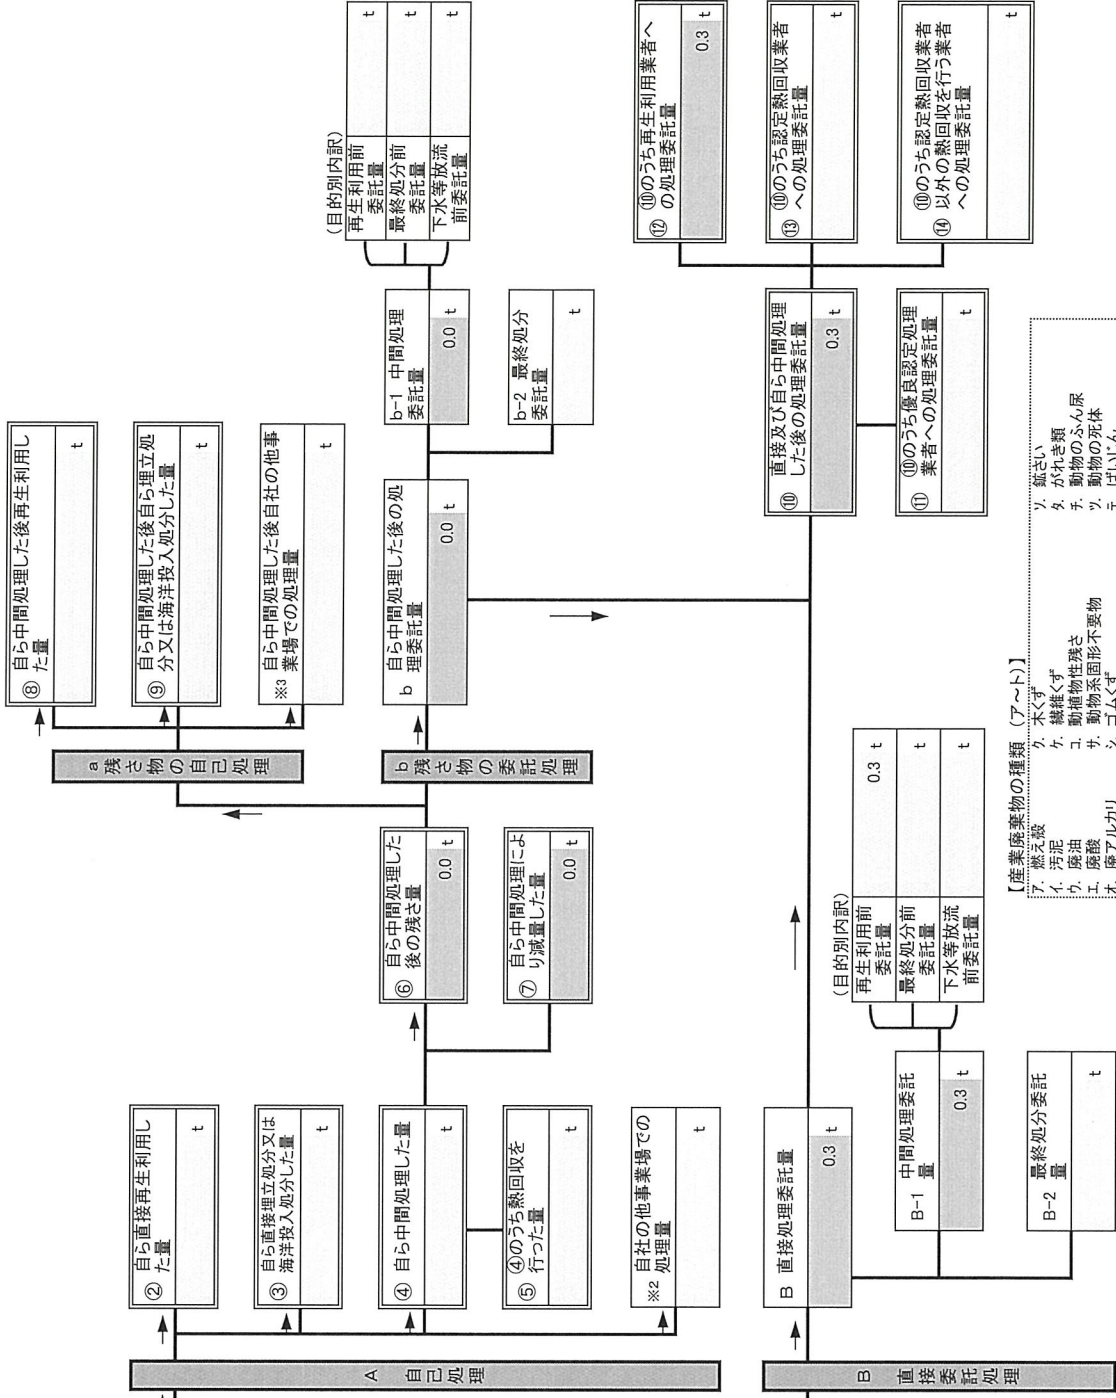 A 自己処理
② 自ら直接再生利用し
た量
t
③ 自ら直接埋立処分又は
海洋投入処分した量
t
④ 自ら中間処理した量
t
⑤ ④のうち熱回収を
行った量
t
※2 自社の他事業場での
処理量
t
⑥ 自ら中間処理した
後の残さ量
0.0 t
⑦ 自ら中間処理によ
り減量した量
0.0 t
a 残さ物の自己処理
⑧ 自ら中間処理した後再生利用し
た量
t
⑨ 自ら中間処理した後自ら埋立処
分又は海洋投入処分した量
t
※3 自ら中間処理した後自社の他事
業場での処理量
t
b 残さ物の委託処理
b 自ら中間処理した後の処
理委託量
0.0 t
b-1 中間処理
委託量
0.0 t
b-2 最終処分
委託量
t
(目的別内訳)
再生利用前
委託量
t
最終処分前
委託量
t
下水等放流
前委託量
t
B 直接委託処理
B 直接処理委託量
0.3 t
B-1 中間処理委託
量
0.3 t
B-2 最終処分委託
量
t
(目的別内訳)
再生利用前
委託量
0.3 t
最終処分前
委託量
t
下水等放流
前委託量
t
⑩ 直接及び自ら中間処理
した後の処理委託量
0.3 t
⑪ ⑩のうち優良認定処理
業者への処理委託量
t
⑫ ⑩のうち再生利用業者へ
の処理委託量
0.3 t
⑬ ⑩のうち認定熱回収業者
への処理委託量
t
⑭ ⑩のうち認定熱回収業者
以外の熱回収を行う業者
への処理委託量
t
【産業廃棄物の種類 (ア～ト)】
ア. 燃え殻
イ. 汚泥
ウ. 廃油
エ. 廃酸
オ. 廃アルカリ
ク. 木くず
ケ. 繊維くず
コ. 動植物性残さ
サ. 動物系固形不要物
シ. ゴムくず
ソ. 鉱さい
タ. がれき類
チ. 動物のふん尿
ツ. 動物の死体
テ. ばいじん